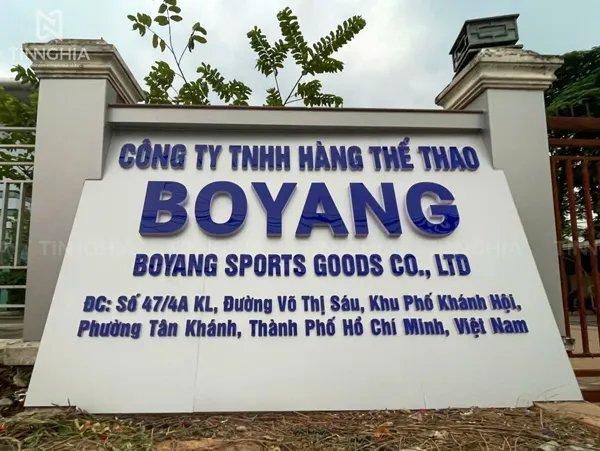 TINGHIA
CÔNG TY TNHH HÀNG THỂ THAO
BOYANG
BOYANG SPORTS GOODS CO., LTD
ĐC: Số 47/4A KL, Đường Võ Thị Sáu, Khu Phố Khánh Hội,
Phường Tân Khánh, Thành Phố Hồ Chí Minh, Việt Nam